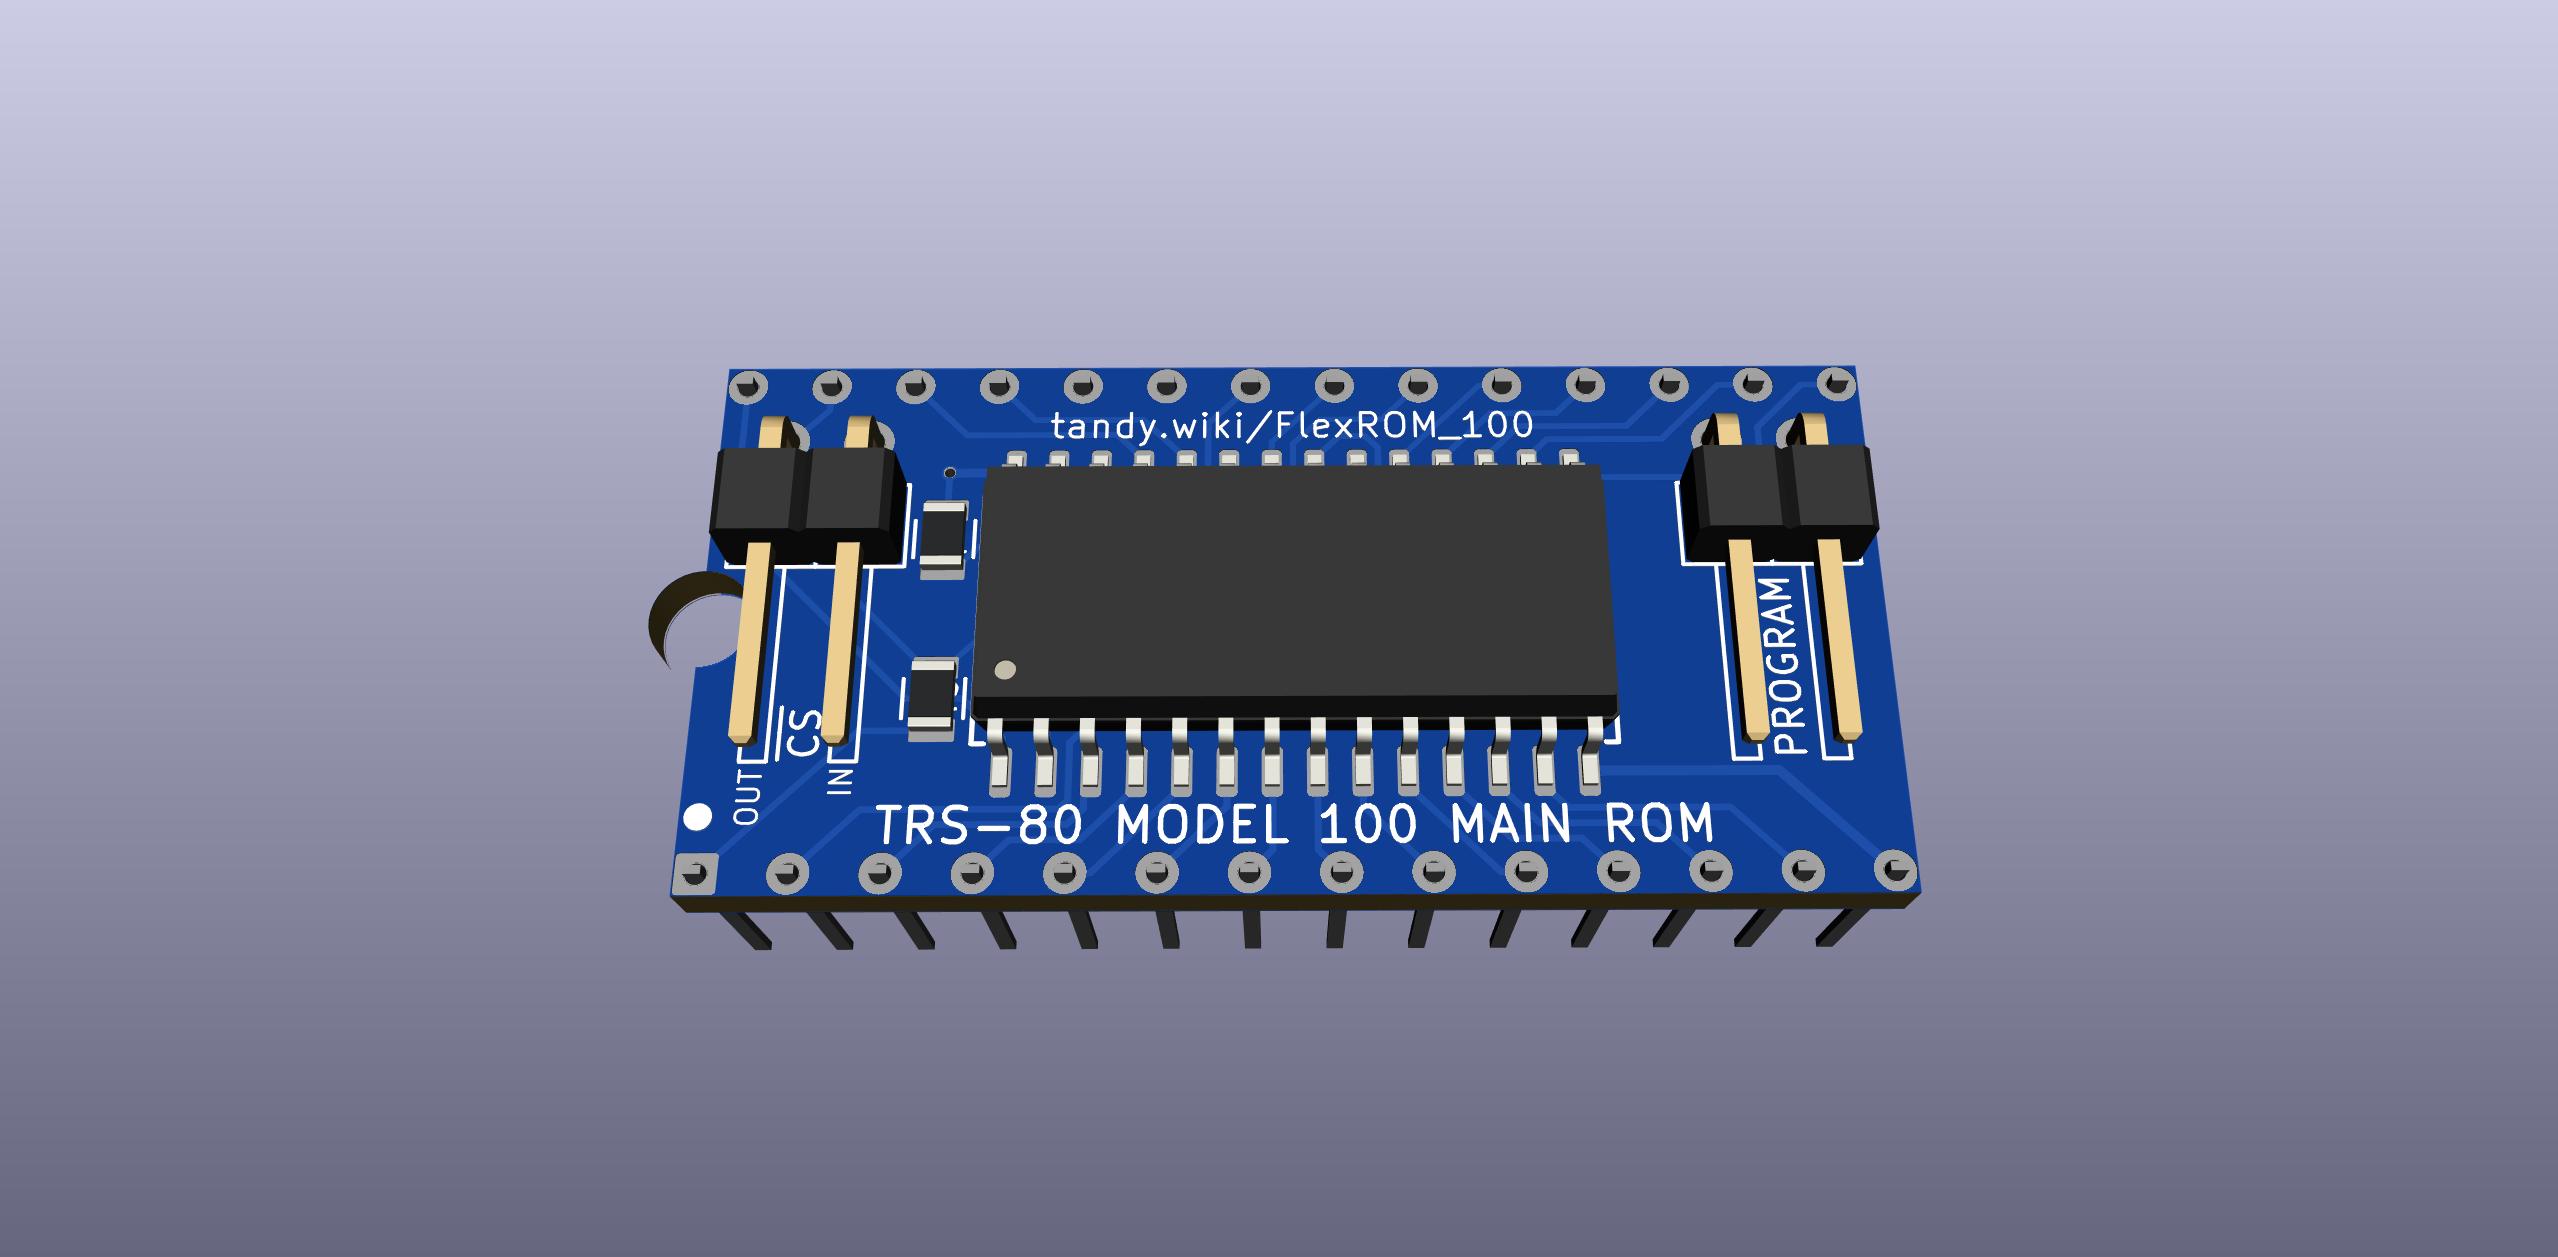 tandy.wiki/FlexROM_100
OUT
CS
IN
PROGRAM
TRS-80 MODEL 100 MAIN ROM